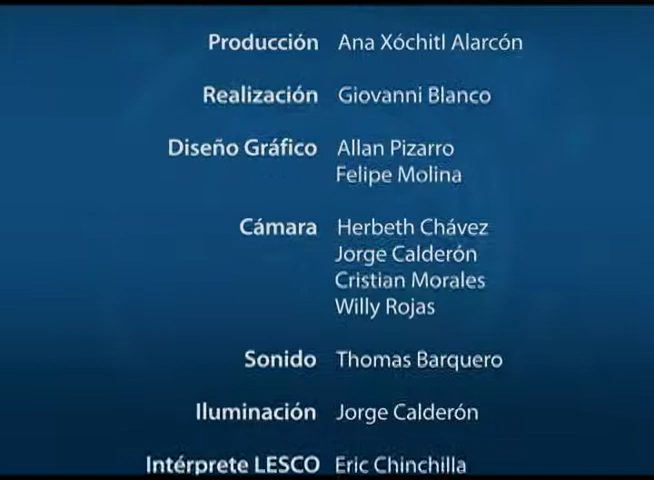 Producción Ana Xóchitl Alarcón
Realización Giovanni Blanco
Diseño Gráfico Allan Pizarro
Felipe Molina
Cámara Herbeth Chávez
Jorge Calderón
Cristian Morales
Willy Rojas
Sonido Thomas Barquero
Iluminación Jorge Calderón
Intérprete LESCO Eric Chinchilla